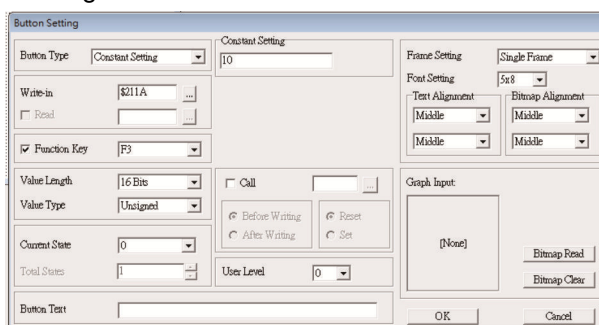 Button Setting
Button Type Constant Setting
Constant Setting
10
Frame Setting Single Frame
Font Setting 5x8
Text Alignment Bitmap Alignment
Middle Middle
Middle Middle
Write-in $211A ...
Read ...
Function Key F3
Value Length 16 Bits
Value Type Unsigned
Call ...
Before Writing Reset
After Writing Set
Graph Input:
[None]
Bitmap Read
Bitmap Clear
Current State 0
Total States 1
User Level 0
Button Text
OK Cancel